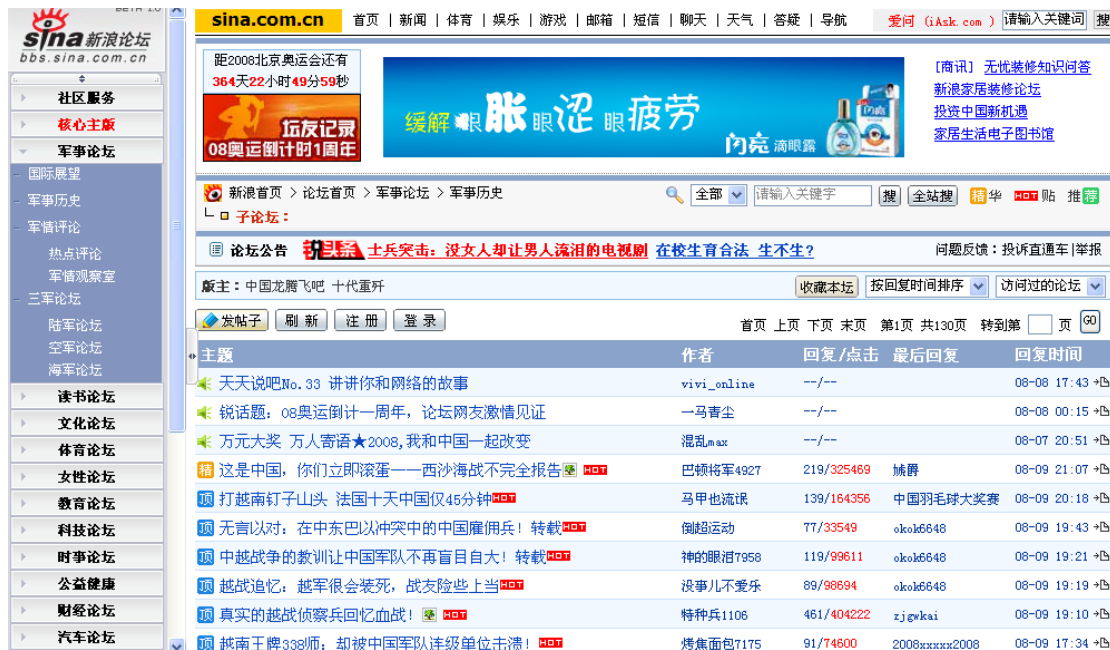 BETA 1.0
sina 新浪论坛
bbs.sina.com.cn
社区服务
核心主版
军事论坛
国际展望
军事历史
军情评论
热点评论
军情观察室
三军论坛
陆军论坛
空军论坛
海军论坛
读书论坛
文化论坛
体育论坛
女性论坛
教育论坛
科技论坛
时事论坛
公益健康
财经论坛
汽车论坛
sina.com.cn 首页 | 新闻 | 体育 | 娱乐 | 游戏 | 邮箱 | 短信 | 聊天 | 天气 | 答疑 | 导航 爱问 (iAsk.com ) 请输入关键词 搜
距2008北京奥运会还有
364天22小时49分59秒
坛友记录
08奥运倒计时1周年
缓解 眼胀 眼涩 眼疲劳
闪亮 滴眼露
[商讯] 无忧装修知识问答
新浪家居装修论坛
投资中国新机遇
家居生活电子图书馆
新浪首页 > 论坛首页 > 军事论坛 > 军事历史 全部 请输入关键字 搜 全站搜 精华 HOT贴 推荐
子论坛：
论坛公告 士兵突击：没女人却让男人流泪的电视剧 在校生育合法 生不生? 问题反馈：投诉直通车|举报
版主：中国龙腾飞吧 十代重歼 收藏本坛 按回复时间排序 访问过的论坛
发帖子 刷 新 注 册 登 录 首页 上页 下页 末页 第1页 共130页 转到第 页 GO
主题 作者 回复/点击 最后回复 回复时间
天天说吧No.33 讲讲你和网络的故事 vivi_online --/-- 08-08 17:43
锐话题：08奥运倒计一周年，论坛网友激情见证 一马青尘 --/-- 08-08 00:15
万元大奖 万人寄语★2008,我和中国一起改变 混乱max --/-- 08-07 20:51
精 这是中国，你们立即滚蛋——西沙海战不完全报告 HOT 巴顿将军4927 219/325469 08-09 21:07
顶 打越南钉子山头 法国十天中国仅45分钟HOT 马甲也流氓 139/164356 中国羽毛球大奖赛 08-09 20:18
顶 无言以对：在中东巴以冲突中的中国雇佣兵！转载HOT 倒超运动 77/33549 okok6648 08-09 19:43
顶 中越战争的教训让中国军队不再盲目自大！转载HOT 神的眼泪7958 119/99611 okok6648 08-09 19:21
顶 越战追忆：越军很会装死，战友险些上当HOT 没事儿不爱乐 89/98694 okok6648 08-09 19:19
顶 真实的越战侦察兵回忆血战！ HOT 特种兵1106 461/404222 zjgwkai 08-09 19:10
顶 越南王牌338师：却被中国军队连级单位击溃！ HOT 烤焦面包7175 91/74600 2008xxxxx2008 08-09 17:34